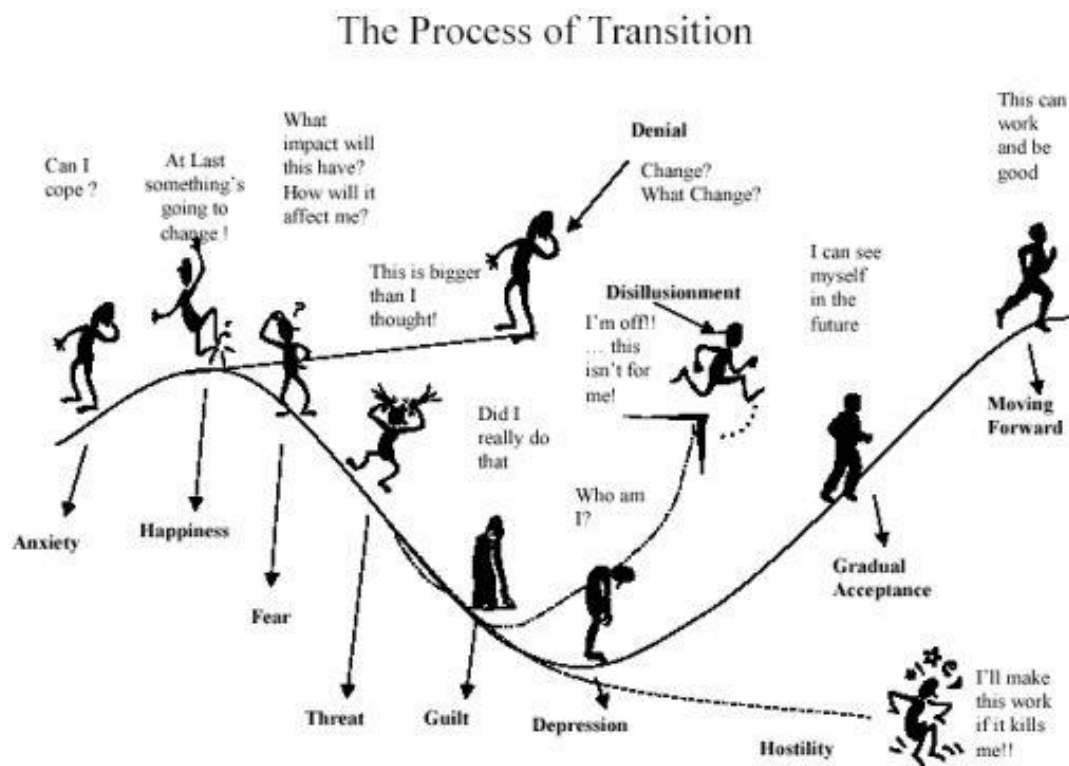 The Process of Transition
Can I
cope ?
At Last
something's
going to
change !
What
impact will
this have?
How will it
affect me?
This is bigger
than I
thought!
Denial
Change?
What Change?
Disillusionment
I'm off!!
... this
isn't for
me!
I can see
myself
in the
future
This can
work
and be
good
Did I
really do
that
Who am
I?
Moving
Forward
Gradual
Acceptance
Anxiety
Happiness
Fear
Threat
Guilt
Depression
Hostility
I'll make
this work
if it kills
me!!